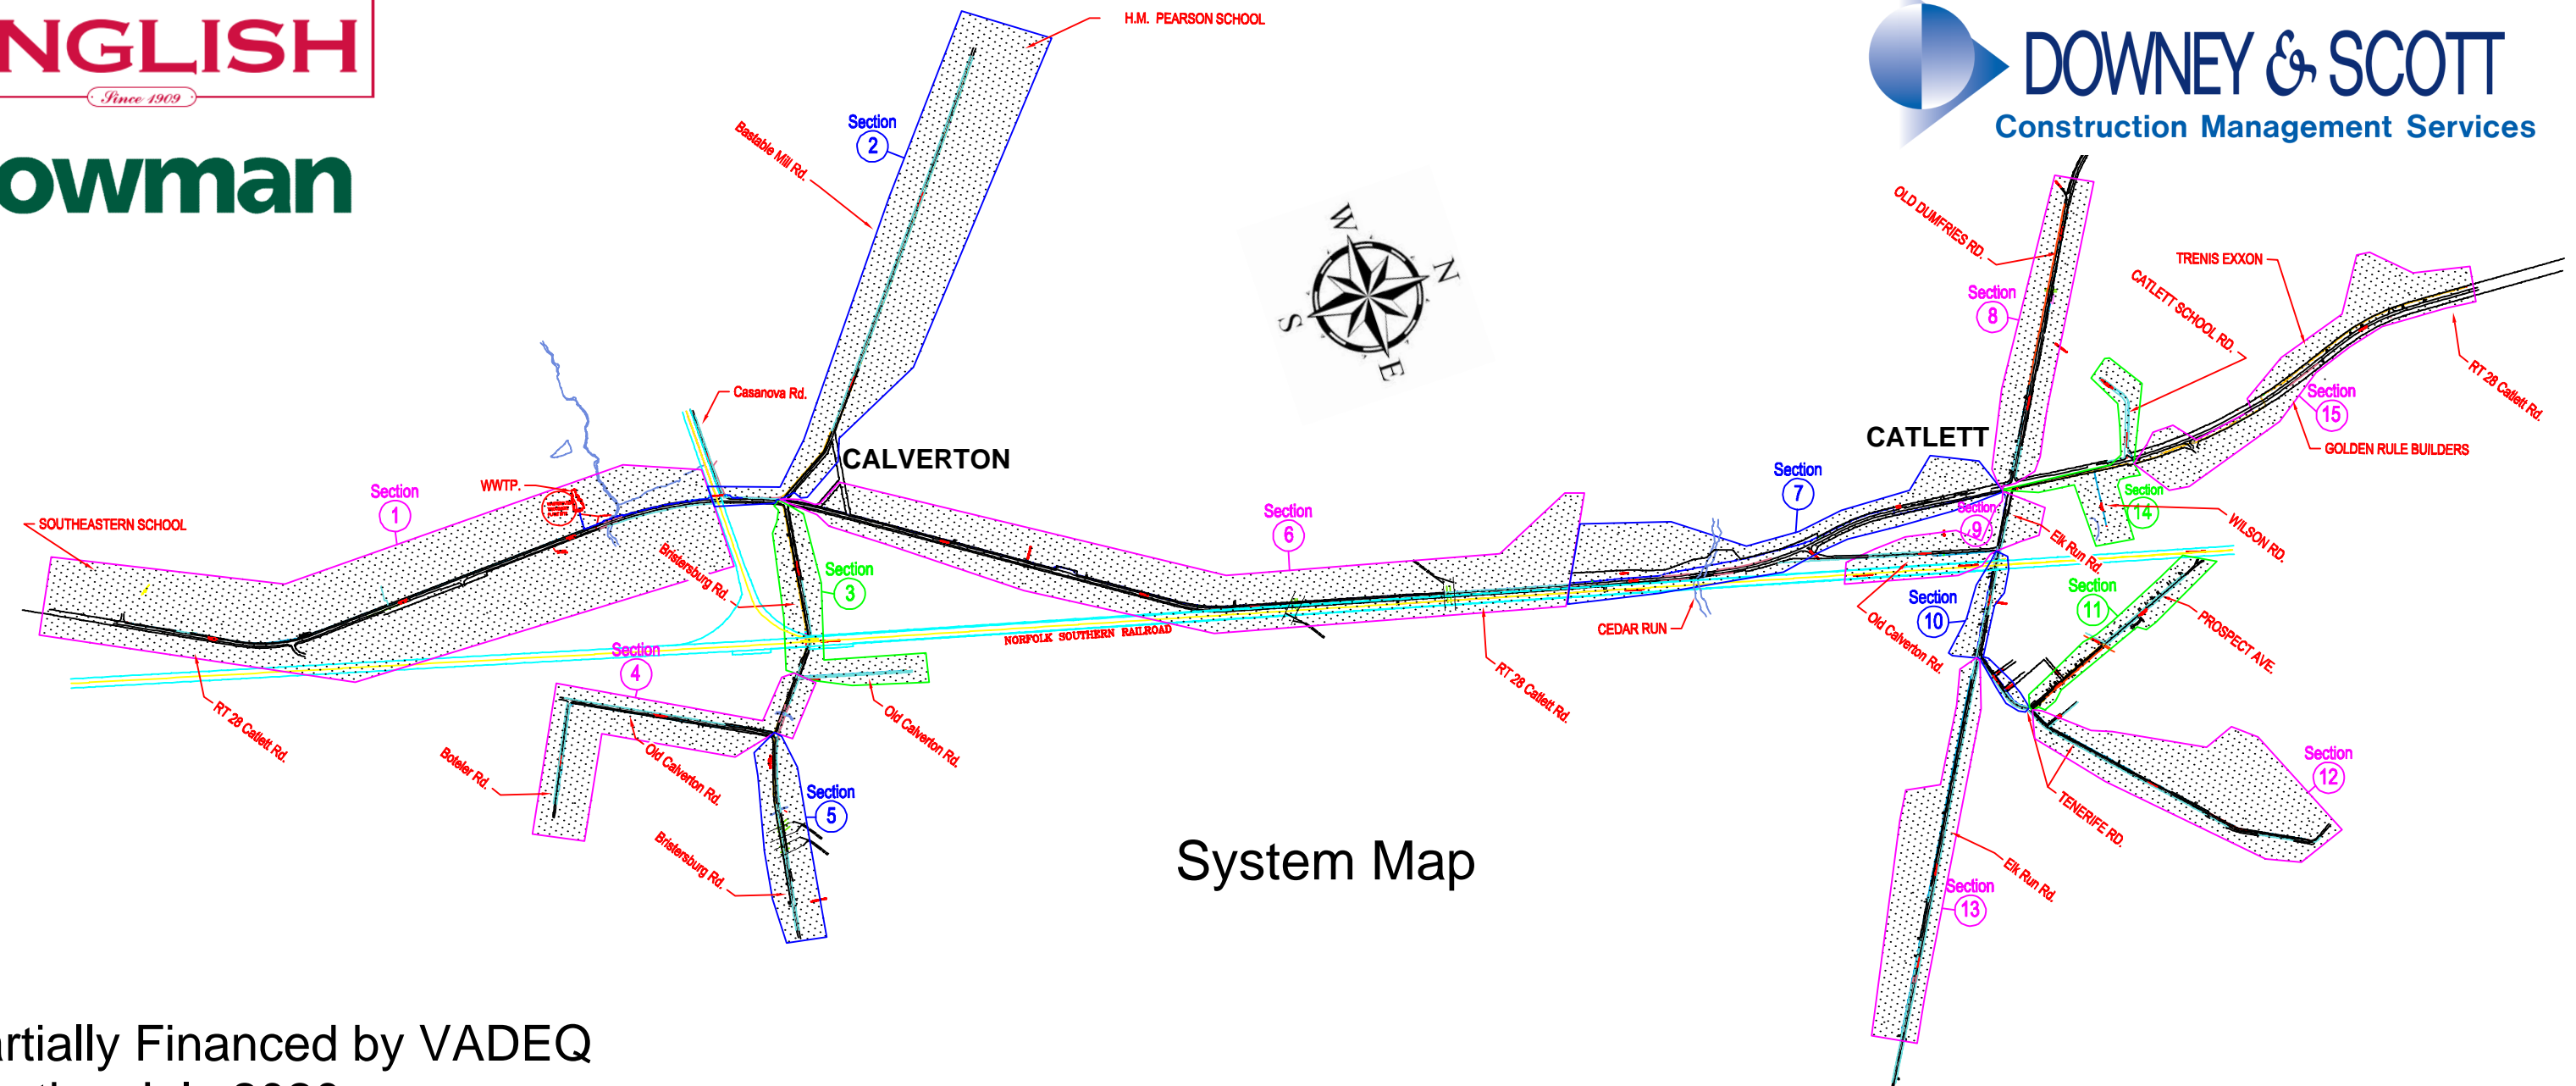 NGLISH
Since 1909
owman
DOWNEY & SCOTT
Construction Management Services
H.M. PEARSON SCHOOL
Section
2
Bastable Mill Rd.
W
N
S
E
OLD DUMFRIES RD.
TRENIS EXXON
CATLETT SCHOOL RD.
Section
8
RT 28 Catlett Rd.
Section
15
GOLDEN RULE BUILDERS
Casanova Rd.
CALVERTON
CATLETT
WWTP.
Section
1
SOUTHEASTERN SCHOOL
Section
6
Section
7
Section
9
Section
14
WILSON RD.
Elk Run Rd.
Bristersburg Rd.
Section
3
Section
10
Section
11
PROSPECT AVE.
Old Calverton Rd.
CEDAR RUN
NORFOLK SOUTHERN RAILROAD
RT 28 Catlett Rd.
Section
4
RT 28 Catlett Rd.
Boteler Rd.
Old Calverton Rd.
Old Calverton Rd.
Section
5
Bristersburg Rd.
Section
12
TENERIFE RD.
Elk Run Rd.
Section
13
System Map
artially Financed by VADEQ